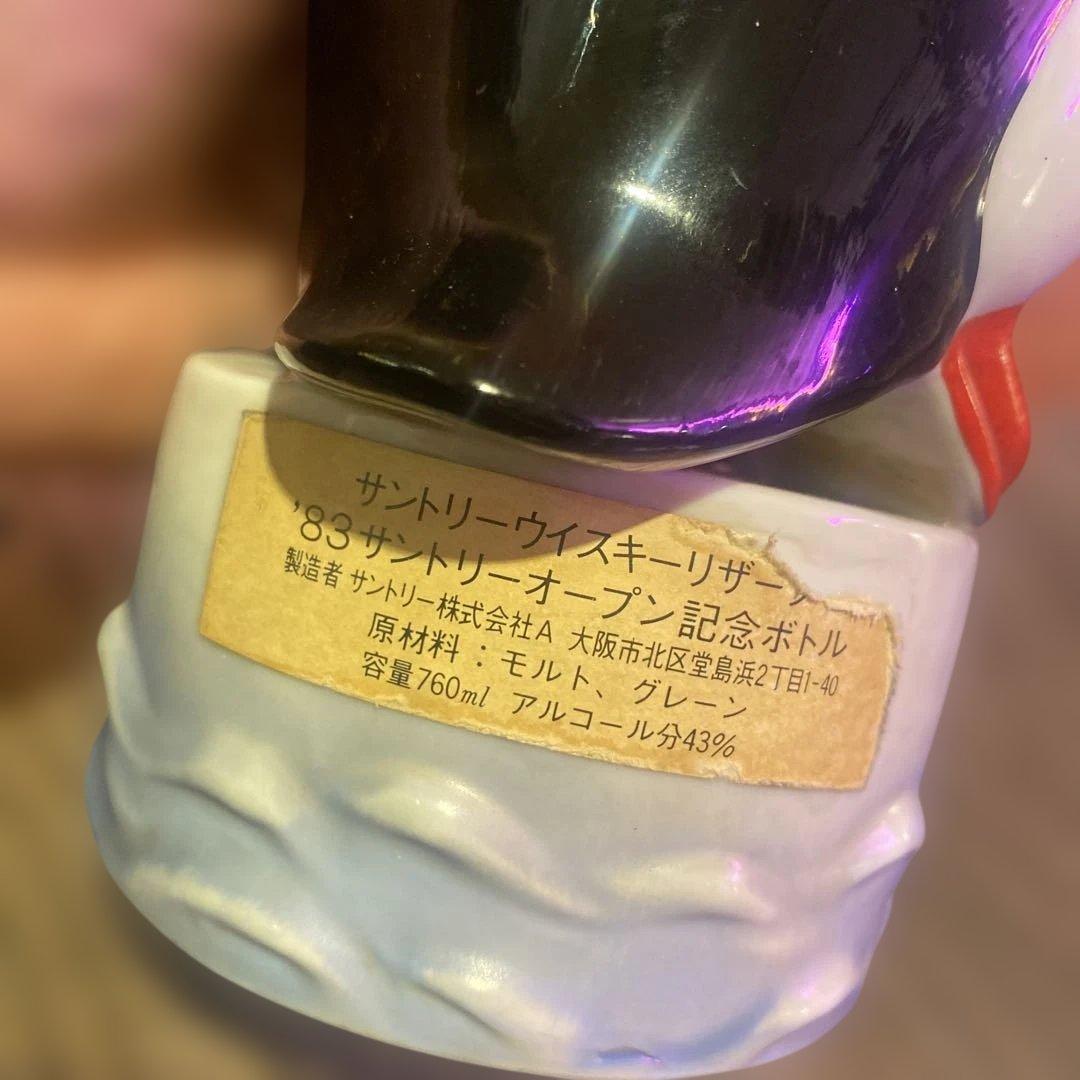 サントリーウイスキーリザー
'83サントリーオープン記念ボトル
製造者 サントリー株式会社A 大阪市北区堂島浜2丁目1-40
原材料：モルト、グレーン
容量760ml アルコール分43%